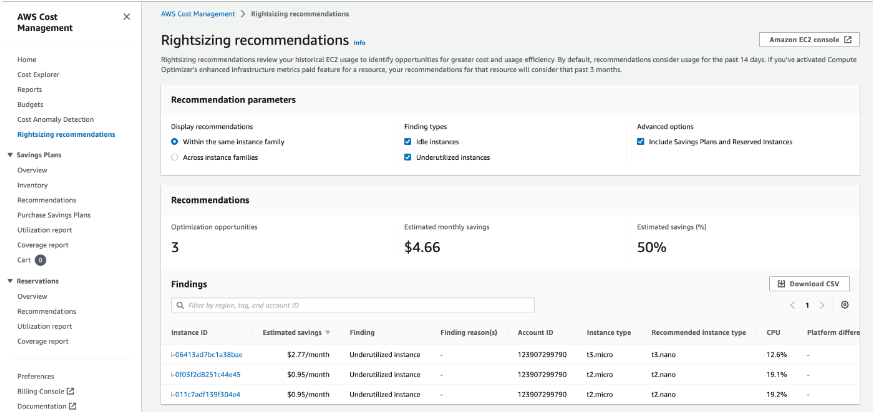 AWS Cost
Management
Home
Cost Explorer
Reports
Budgets
Cost Anomaly Detection
Rightsizing recommendations
Savings Plans
Overview
Inventory
Recommendations
Purchase Savings Plans
Utilization report
Coverage report
Cart 0
Reservations
Overview
Recommendations
Utilization report
Coverage report
Preferences
Billing Console
Documentation
AWS Cost Management > Rightsizing recommendations
Rightsizing recommendations Info
Amazon EC2 console
Rightsizing recommendations review your historical EC2 usage to identify opportunities for greater cost and usage efficiency. By default, recommendations consider usage for the past 14 days. If you've activated Compute
Optimizer's enhanced infrastructure metrics paid feature for a resource, your recommendations for that resource will consider that past 3 months.
Recommendation parameters
Display recommendations
Within the same instance family
Across instance families
Finding types
Idle instances
Underutilized instances
Advanced options
Include Savings Plans and Reserved Instances
Recommendations
Optimization opportunities
3
Estimated monthly savings
$4.66
Estimated savings (%)
50%
Findings
Download CSV
Filter by region, tag, and account ID
< 1 >
Instance ID Estimated savings Finding Finding reason(s) Account ID Instance type Recommended instance type CPU Platform differe
i-06413ad7bc1a38bae $2.77/month Underutilized instance - 123907299790 t3.micro t3.nano 12.6% -
i-0f03f2d8251c44e45 $0.95/month Underutilized instance - 123907299790 t2.micro t2.nano 19.1% -
i-011c7adf139f304e4 $0.95/month Underutilized instance - 123907299790 t2.micro t2.nano 19.2% -